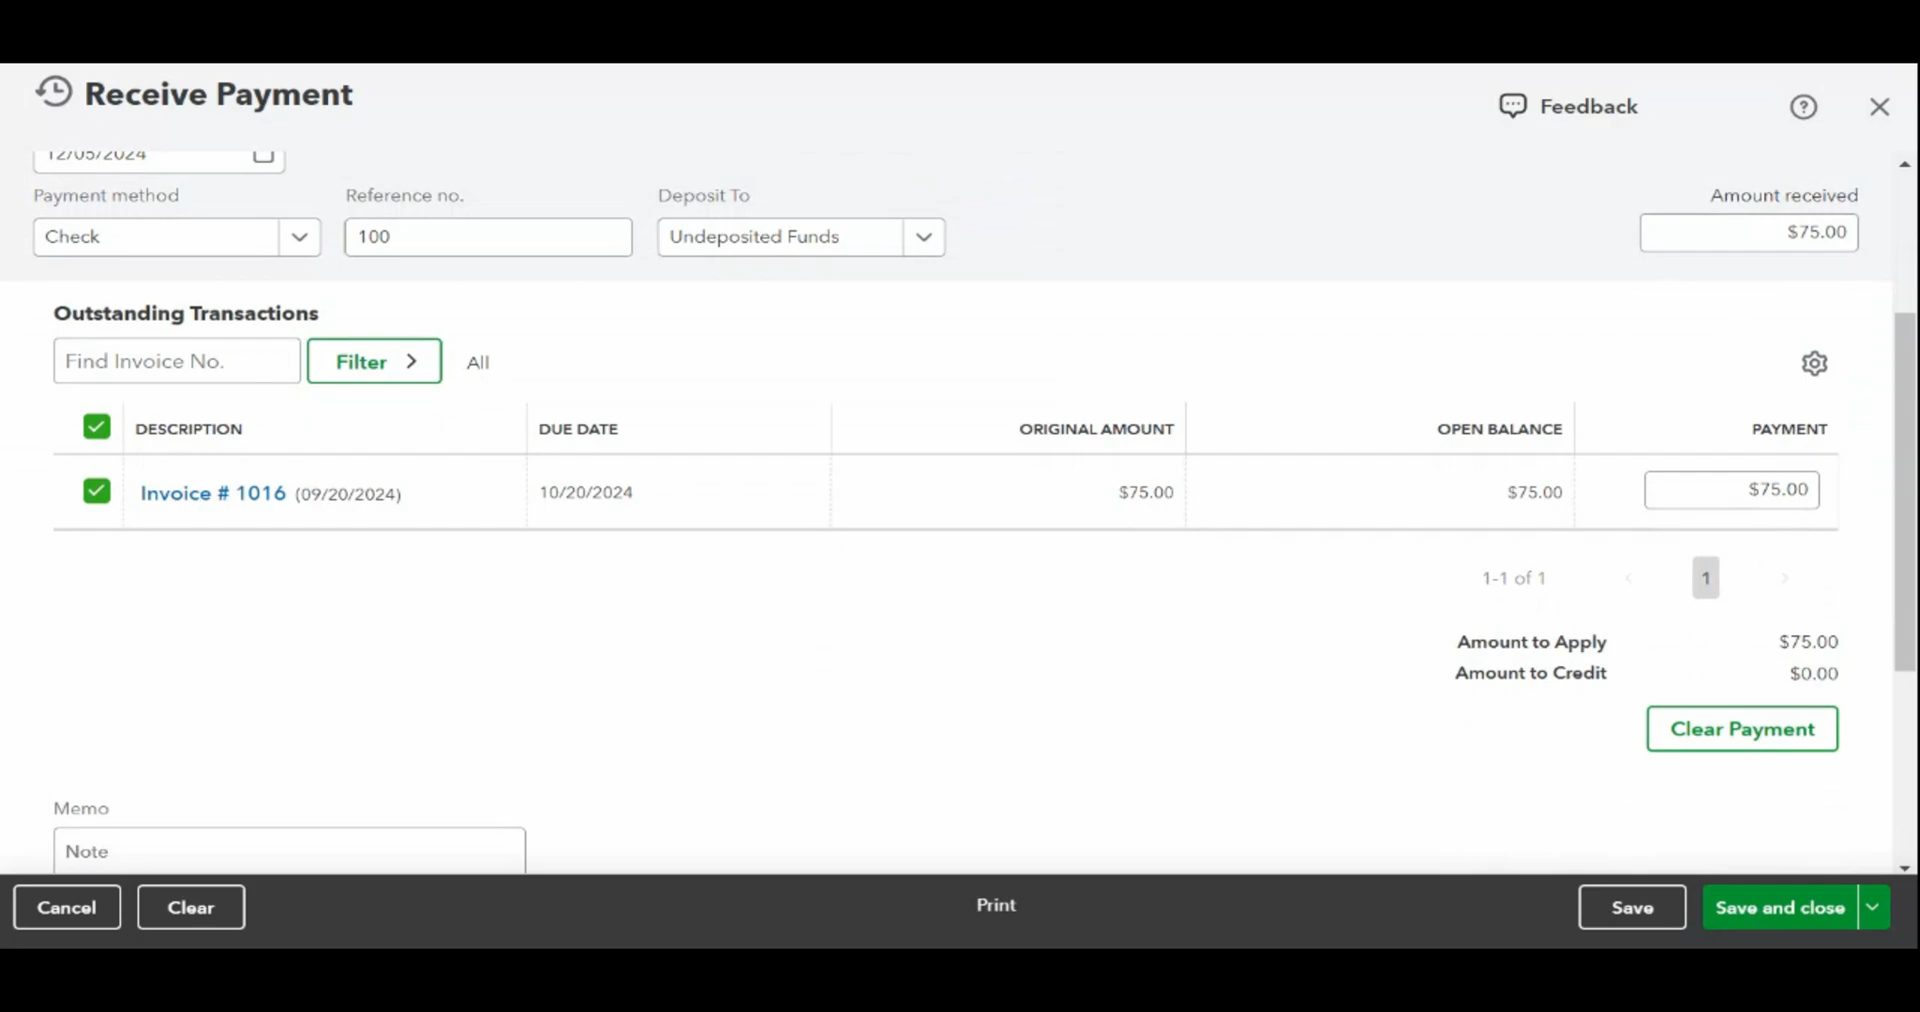 Receive Payment
Feedback
12/05/2024
Payment method
Reference no.
Deposit To
Amount received
Check
100
Undeposited Funds
$75.00
Outstanding Transactions
Find Invoice No.
Filter
All
DESCRIPTION
DUE DATE
ORIGINAL AMOUNT
OPEN BALANCE
PAYMENT
Invoice # 1016 (09/20/2024)
10/20/2024
$75.00
$75.00
$75.00
1-1 of 1
1
Amount to Apply $75.00
Amount to Credit $0.00
Clear Payment
Memo
Note
Cancel
Clear
Print
Save
Save and close